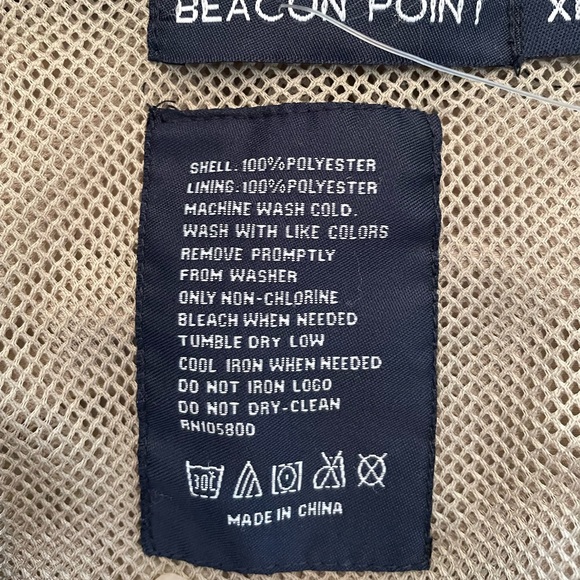 BEACON POINT
SHELL. 100% POLYESTER
LINING. 100% POLYESTER
MACHINE WASH COLD.
WASH WITH LIKE COLORS
REMOVE PROMPTLY
FROM WASHER
ONLY NON-CHLORINE
BLEACH WHEN NEEDED
TUMBLE DRY LOW
COOL IRON WHEN NEEDED
DO NOT IRON LOGO
DO NOT DRY-CLEAN
RN105800
30C
MADE IN CHINA